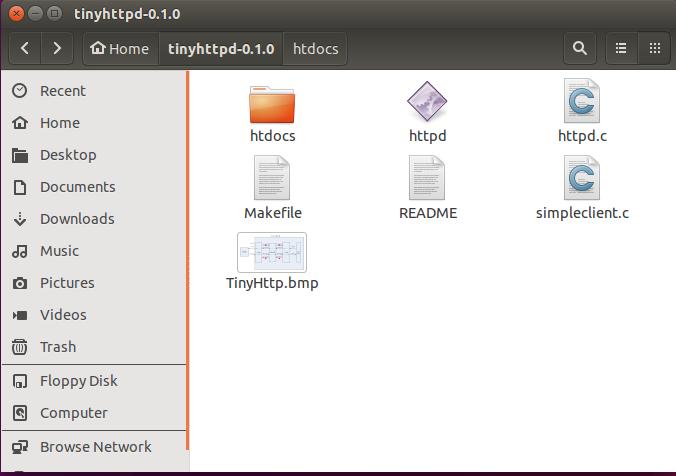 tinyhttpd-0.1.0
Home tinyhttpd-0.1.0 htdocs
Recent
Home
Desktop
Documents
Downloads
Music
Pictures
Videos
Trash
Floppy Disk
Computer
Browse Network
htdocs httpd httpd.c
Makefile README simpleclient.c
TinyHttp.bmp